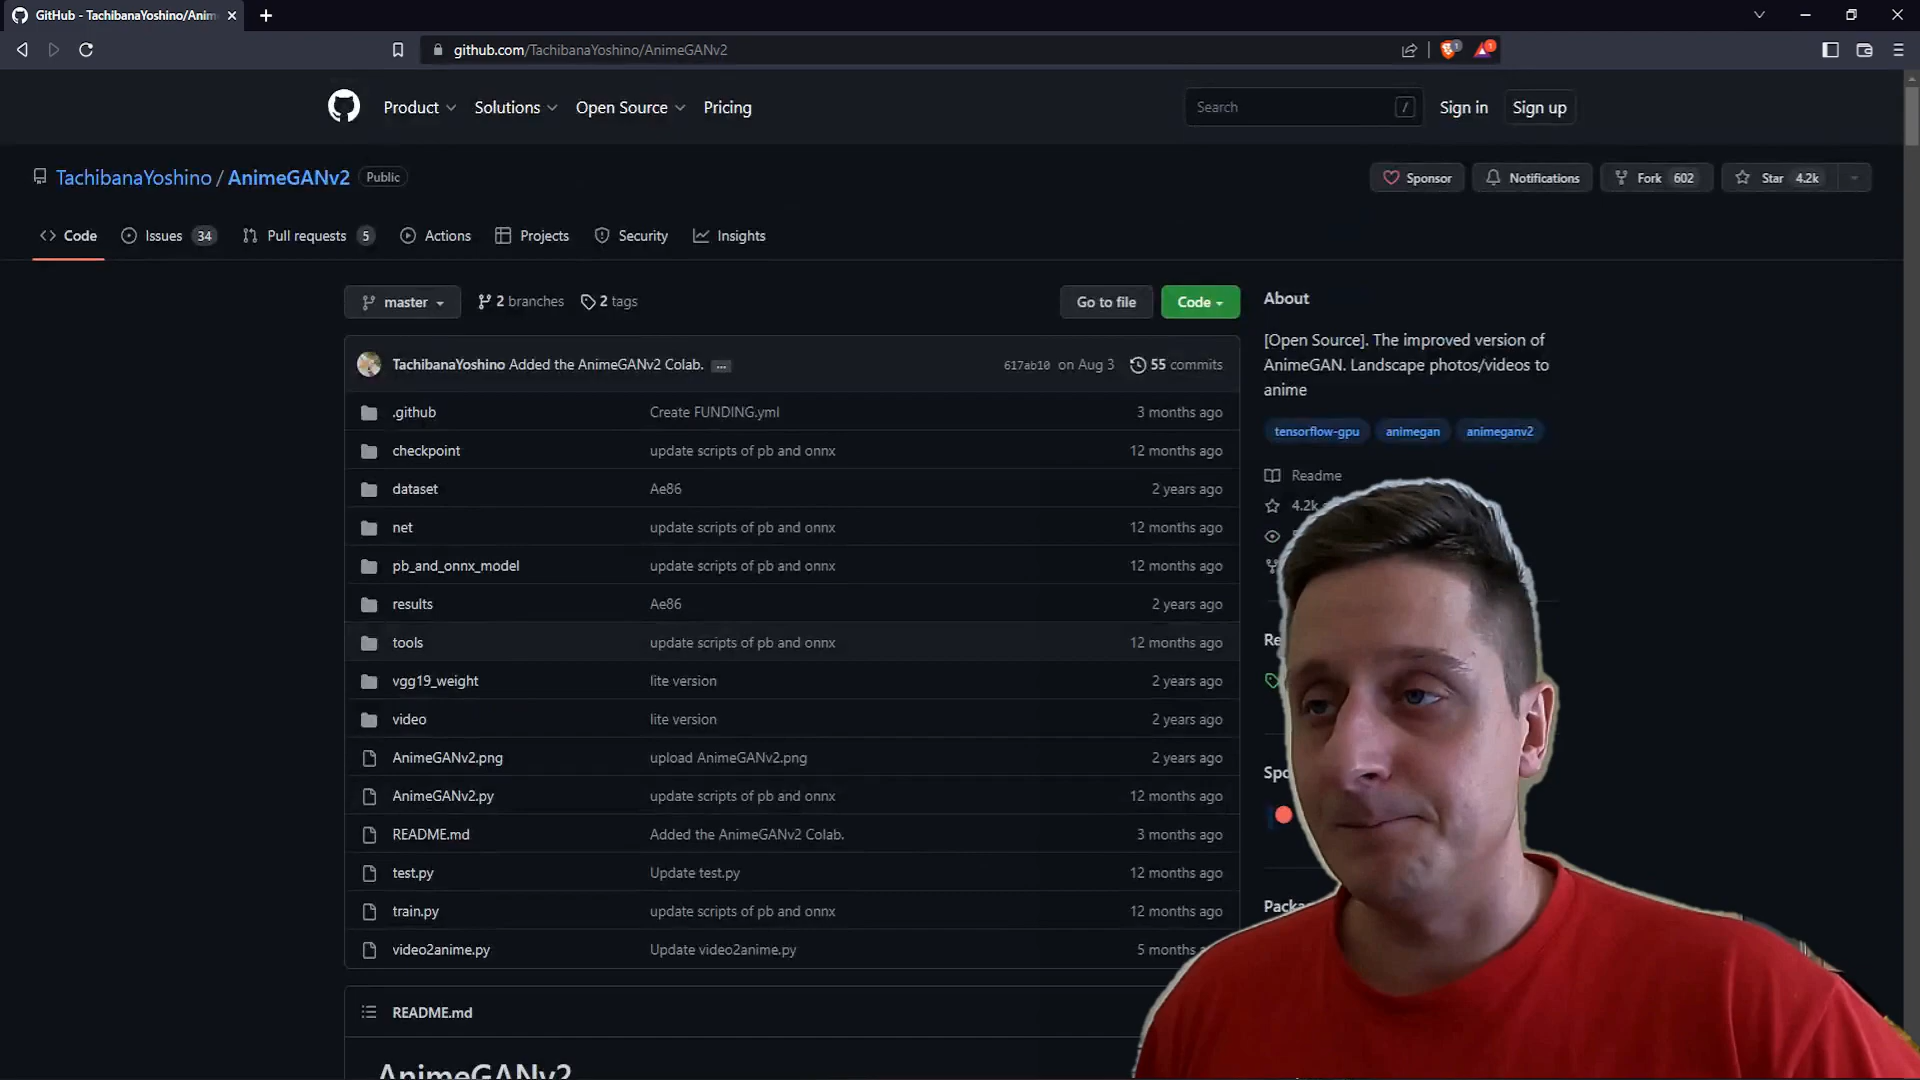 GitHub - TachibanaYoshino/Anim
github.com/TachibanaYoshino/AnimeGANv2
1
1
Product
Solutions
Open Source
Pricing
Search
/
Sign in
Sign up
TachibanaYoshino / AnimeGANv2
Public
Sponsor
Notifications
Fork 602
Star 4.2k
Code
Issues 34
Pull requests 5
Actions
Projects
Security
Insights
master
2 branches
2 tags
Go to file
Code
TachibanaYoshino Added the AnimeGANv2 Colab. ...
617ab10 on Aug 3
55 commits
.github Create FUNDING.yml 3 months ago
checkpoint update scripts of pb and onnx 12 months ago
dataset Ae86 2 years ago
net update scripts of pb and onnx 12 months ago
pb_and_onnx_model update scripts of pb and onnx 12 months ago
results Ae86 2 years ago
tools update scripts of pb and onnx 12 months ago
vgg19_weight lite version 2 years ago
video lite version 2 years ago
AnimeGANv2.png upload AnimeGANv2.png 2 years ago
AnimeGANv2.py update scripts of pb and onnx 12 months ago
README.md Added the AnimeGANv2 Colab. 3 months ago
test.py Update test.py 12 months ago
train.py update scripts of pb and onnx 12 months ago
video2anime.py Update video2anime.py 5 months
README.md
AnimeGANv2
About
[Open Source]. The improved version of
AnimeGAN. Landscape photos/videos to
anime
tensorflow-gpu
animegan
animeganv2
Readme
4.2k
Re
Spo
Packa